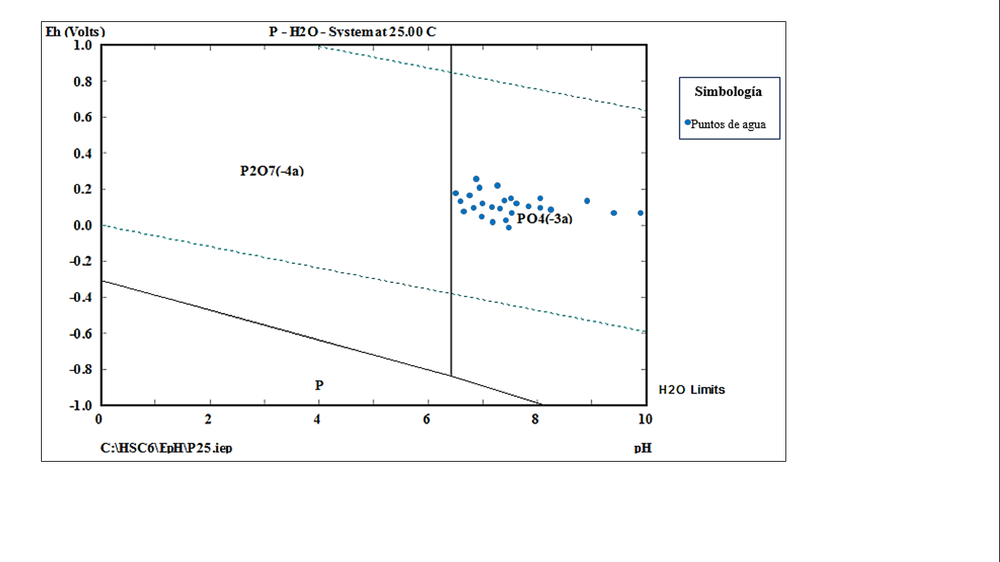 Eh (Volts)
P - H2O - System at 25.00 C
1.0
0.8
0.6
0.4
0.2
0.0
-0.2
-0.4
-0.6
-0.8
-1.0
0
2
4
6
8
10
P2O7(-4a)
PO4(-3a)
P
Simbología
Puntos de agua
H2O Limits
C:\HSC6\EpH\P25.iep
pH